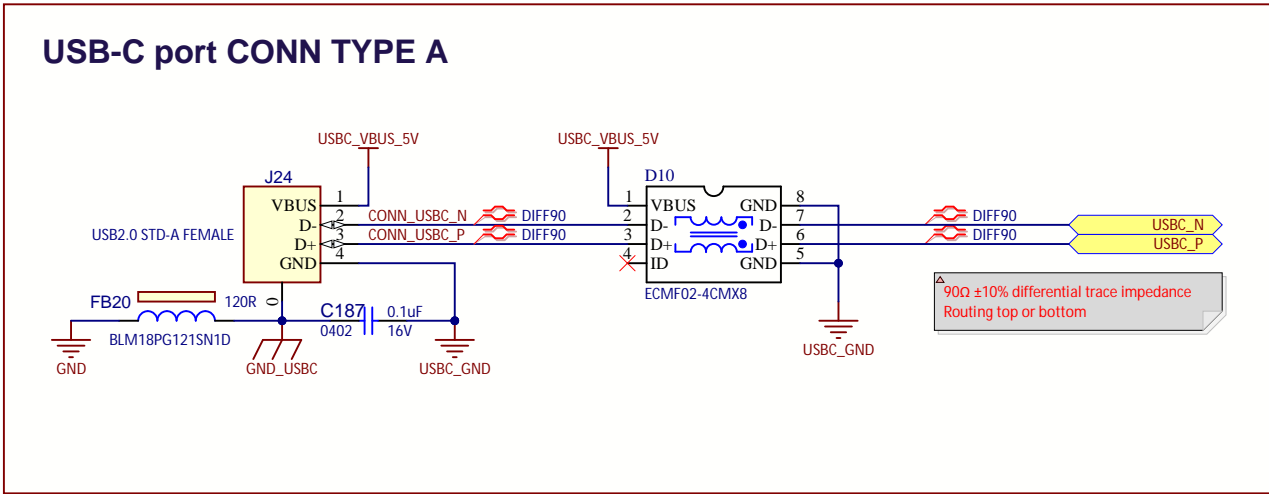 USB-C port CONN TYPE A
USBC_VBUS_5V
USBC_VBUS_5V
J24
D10
VBUS
1
D-
2
CONN_USBC_N
DIFF90
D+
3
CONN_USBC_P
DIFF90
GND
4
USB2.0 STD-A FEMALE
0
1
VBUS
GND
8
2
D-
D-
7
3
D+
D+
6
4
ID
GND
5
ECMF02-4CMX8
DIFF90
USBC_N
DIFF90
USBC_P
90Ω ±10% differential trace impedance
Routing top or bottom
FB20
120R
BLM18PG121SN1D
C187
0.1uF
0402
16V
GND
GND_USBC
USBC_GND
USBC_GND